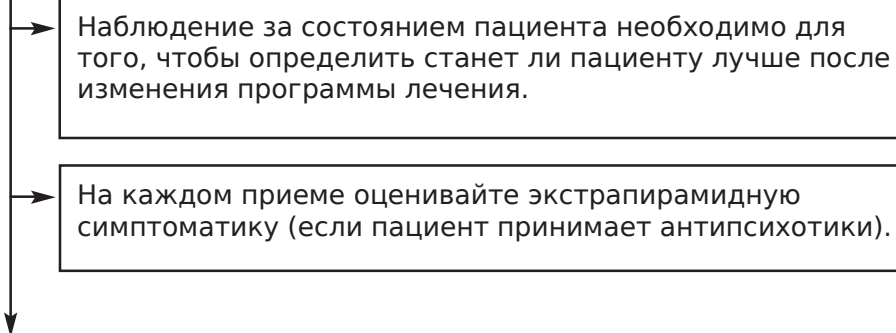 Наблюдение за состоянием пациента необходимо для
того, чтобы определить станет ли пациенту лучше после
изменения программы лечения.
На каждом приеме оценивайте экстрапирамидную
симптоматику (если пациент принимает антипсихотики).